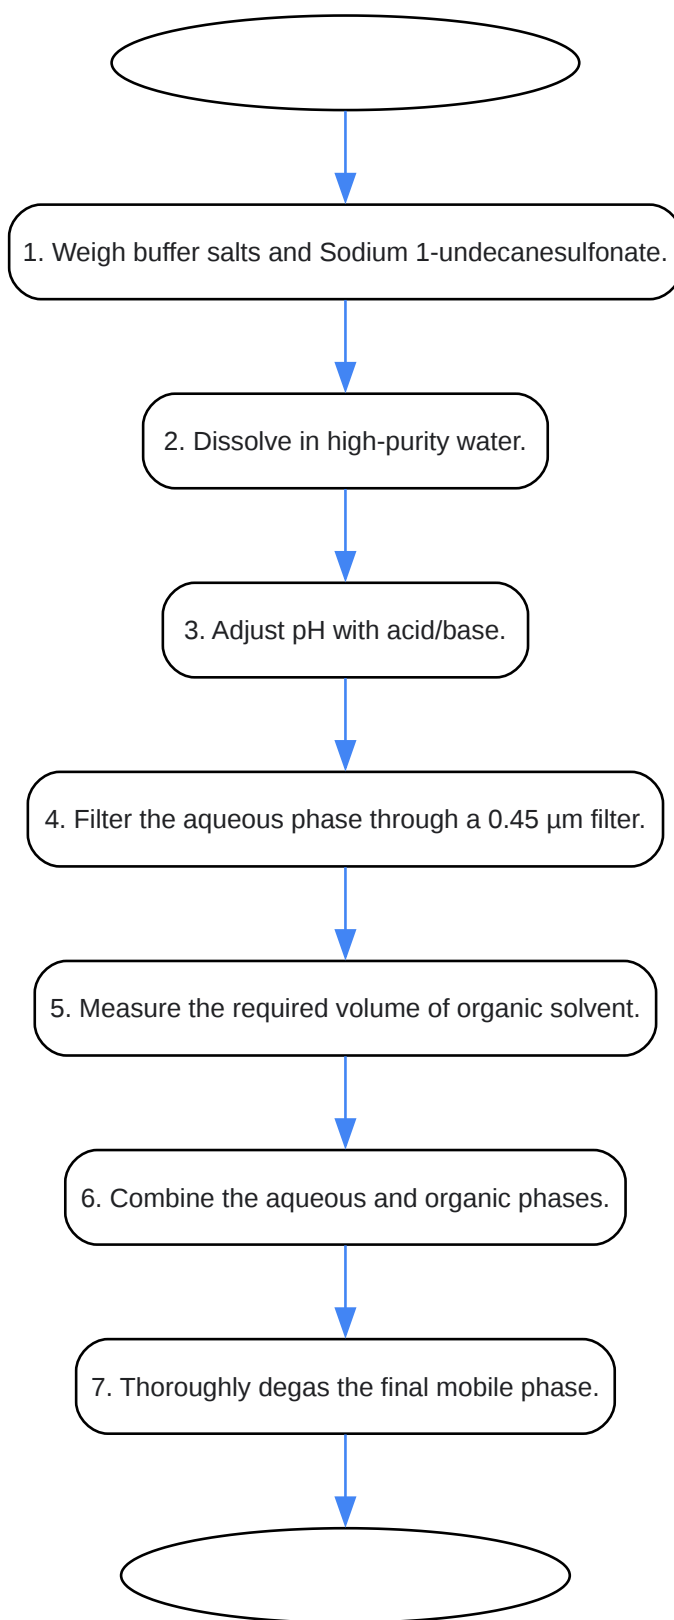 1. Weigh buffer salts and Sodium 1-undecanesulfonate.
2. Dissolve in high-purity water.
3. Adjust pH with acid/base.
4. Filter the aqueous phase through a 0.45 µm filter.
5. Measure the required volume of organic solvent.
6. Combine the aqueous and organic phases.
7. Thoroughly degas the final mobile phase.